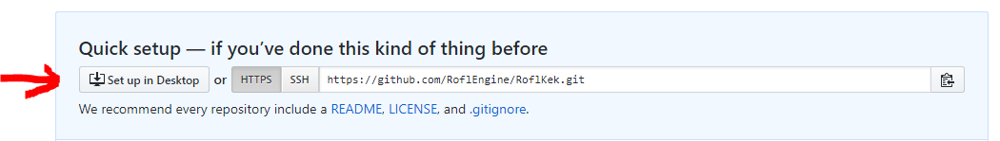 Quick setup — if you’ve done this kind of thing before
Set up in Desktop or HTTPS SSH https://github.com/RoflEngine/RoflKek.git
We recommend every repository include a README, LICENSE, and .gitignore.